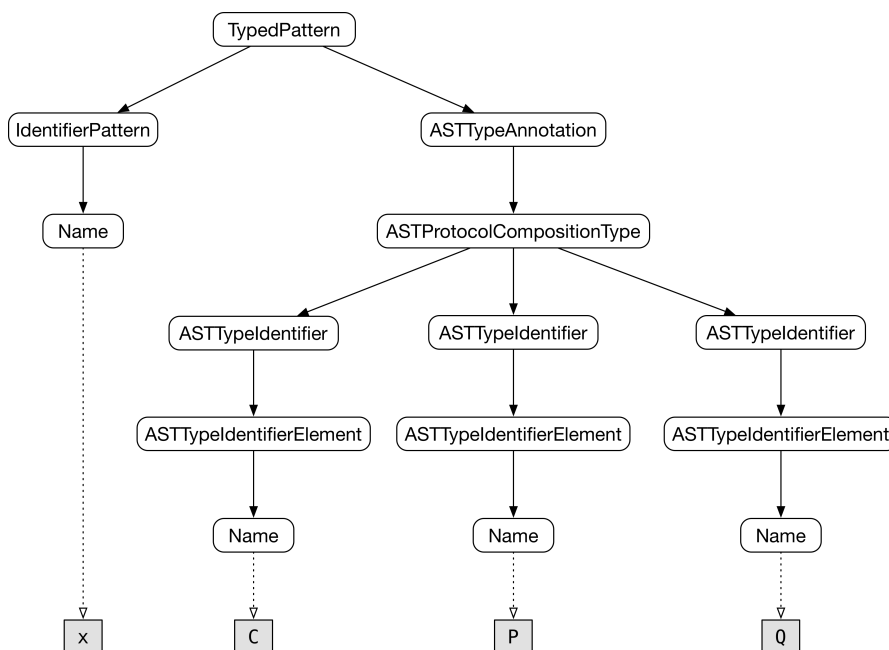 TypedPattern
IdentifierPattern ASTTypeAnnotation
Name ASTProtocolCompositionType
ASTTypeIdentifier ASTTypeIdentifier ASTTypeIdentifier
ASTTypeIdentifierElement ASTTypeIdentifierElement ASTTypeIdentifierElement
Name Name Name
x C P Q